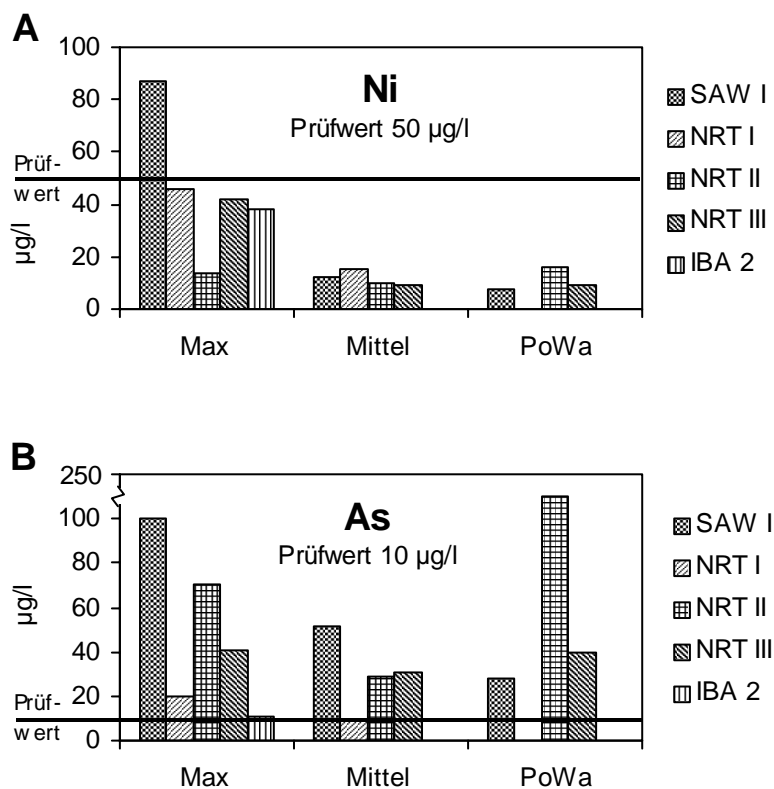 A
100
80
60
40
20
0
Prüf-
wert
µg/l
Ni
Prüfwert 50 µg/l
Max
Mittel
PoWa
SAW I
NRT I
NRT II
NRT III
IBA 2
B
250
100
80
60
40
20
0
µg/l
Prüf-
wert
As
Prüfwert 10 µg/l
Max
Mittel
PoWa
SAW I
NRT I
NRT II
NRT III
IBA 2